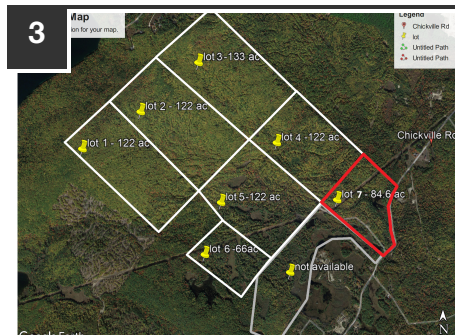 3
Map
ion for your map.
Legend
Chickville Rd
lot
Untitled Path
Untitled Path
lot 3 -133 ac
lot 2 - 122 ac
lot 1 - 122 ac
lot 4 -122 ac
Chickville Rd
lot 7 - 84.6 ac
lot 5-122 ac
lot 6 -66ac
not available
N